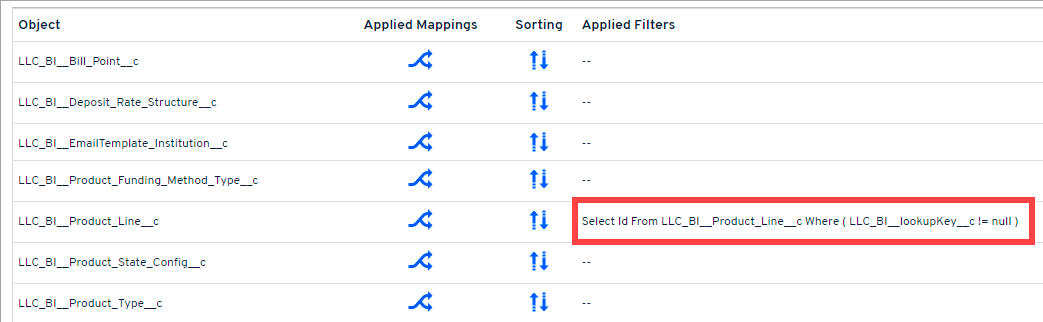 Object Applied Mappings Sorting Applied Filters
LLC_BI__Bill_Point__c --
LLC_BI__Deposit_Rate_Structure__c --
LLC_BI__EmailTemplate_Institution__c --
LLC_BI__Product_Funding_Method_Type__c --
LLC_BI__Product_Line__c Select Id From LLC_BI__Product_Line__c Where ( LLC_BI__lookupKey__c != null )
LLC_BI__Product_State_Config__c --
LLC_BI__Product_Type__c --